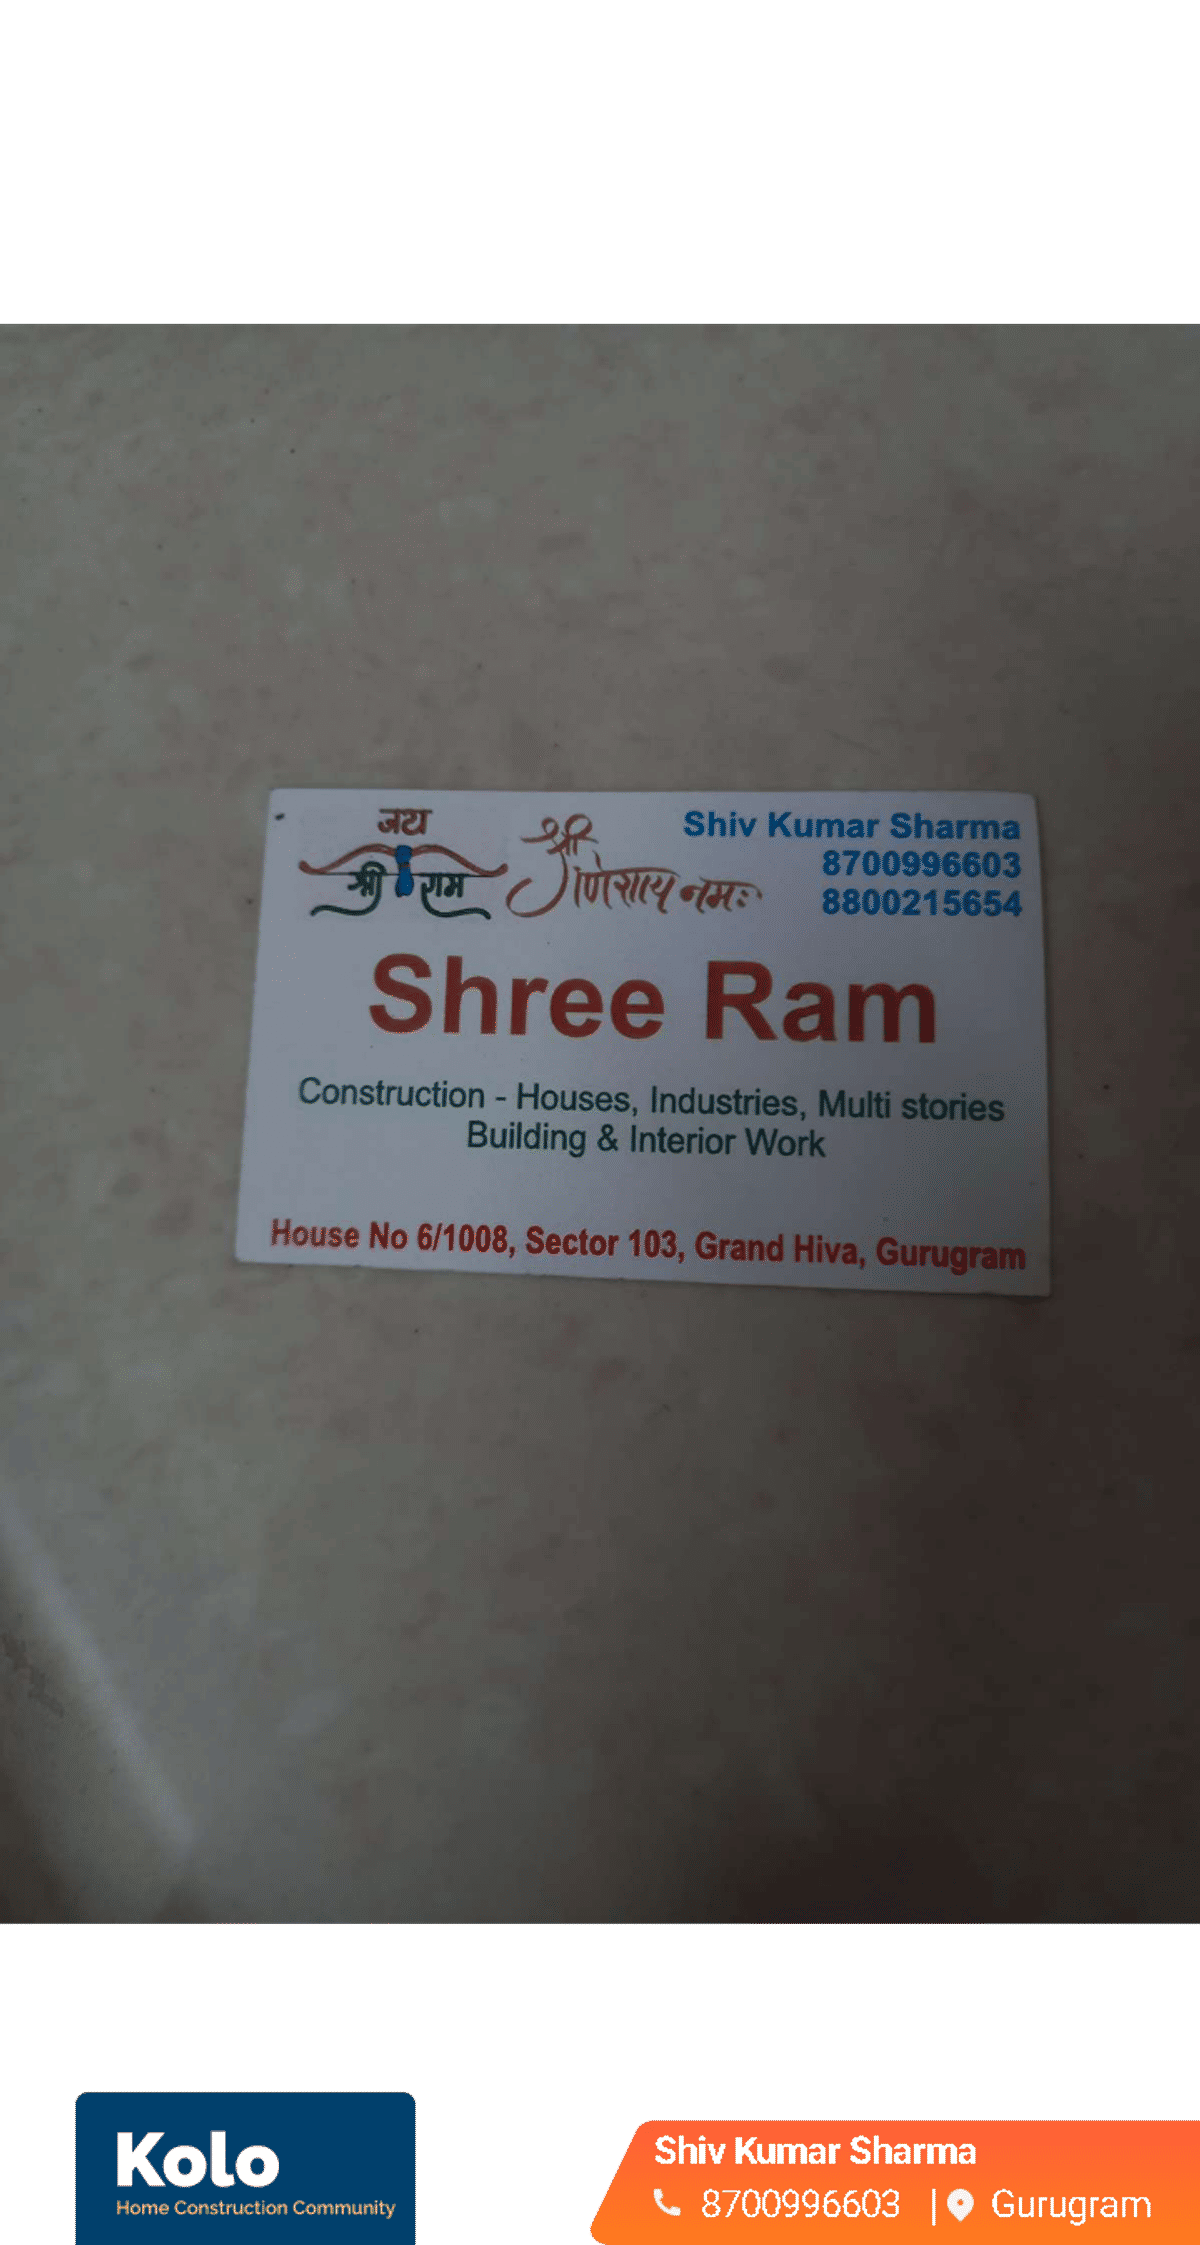 जय
श्री राम
श्री
गणेशाय नमः
Shiv Kumar Sharma
8700996603
8800215654
Shree Ram
Construction - Houses, Industries, Multi stories
Building & Interior Work
House No 6/1008, Sector 103, Grand Hiva, Gurugram
Kolo
Home Construction Community
Shiv Kumar Sharma
8700996603 | Gurugram